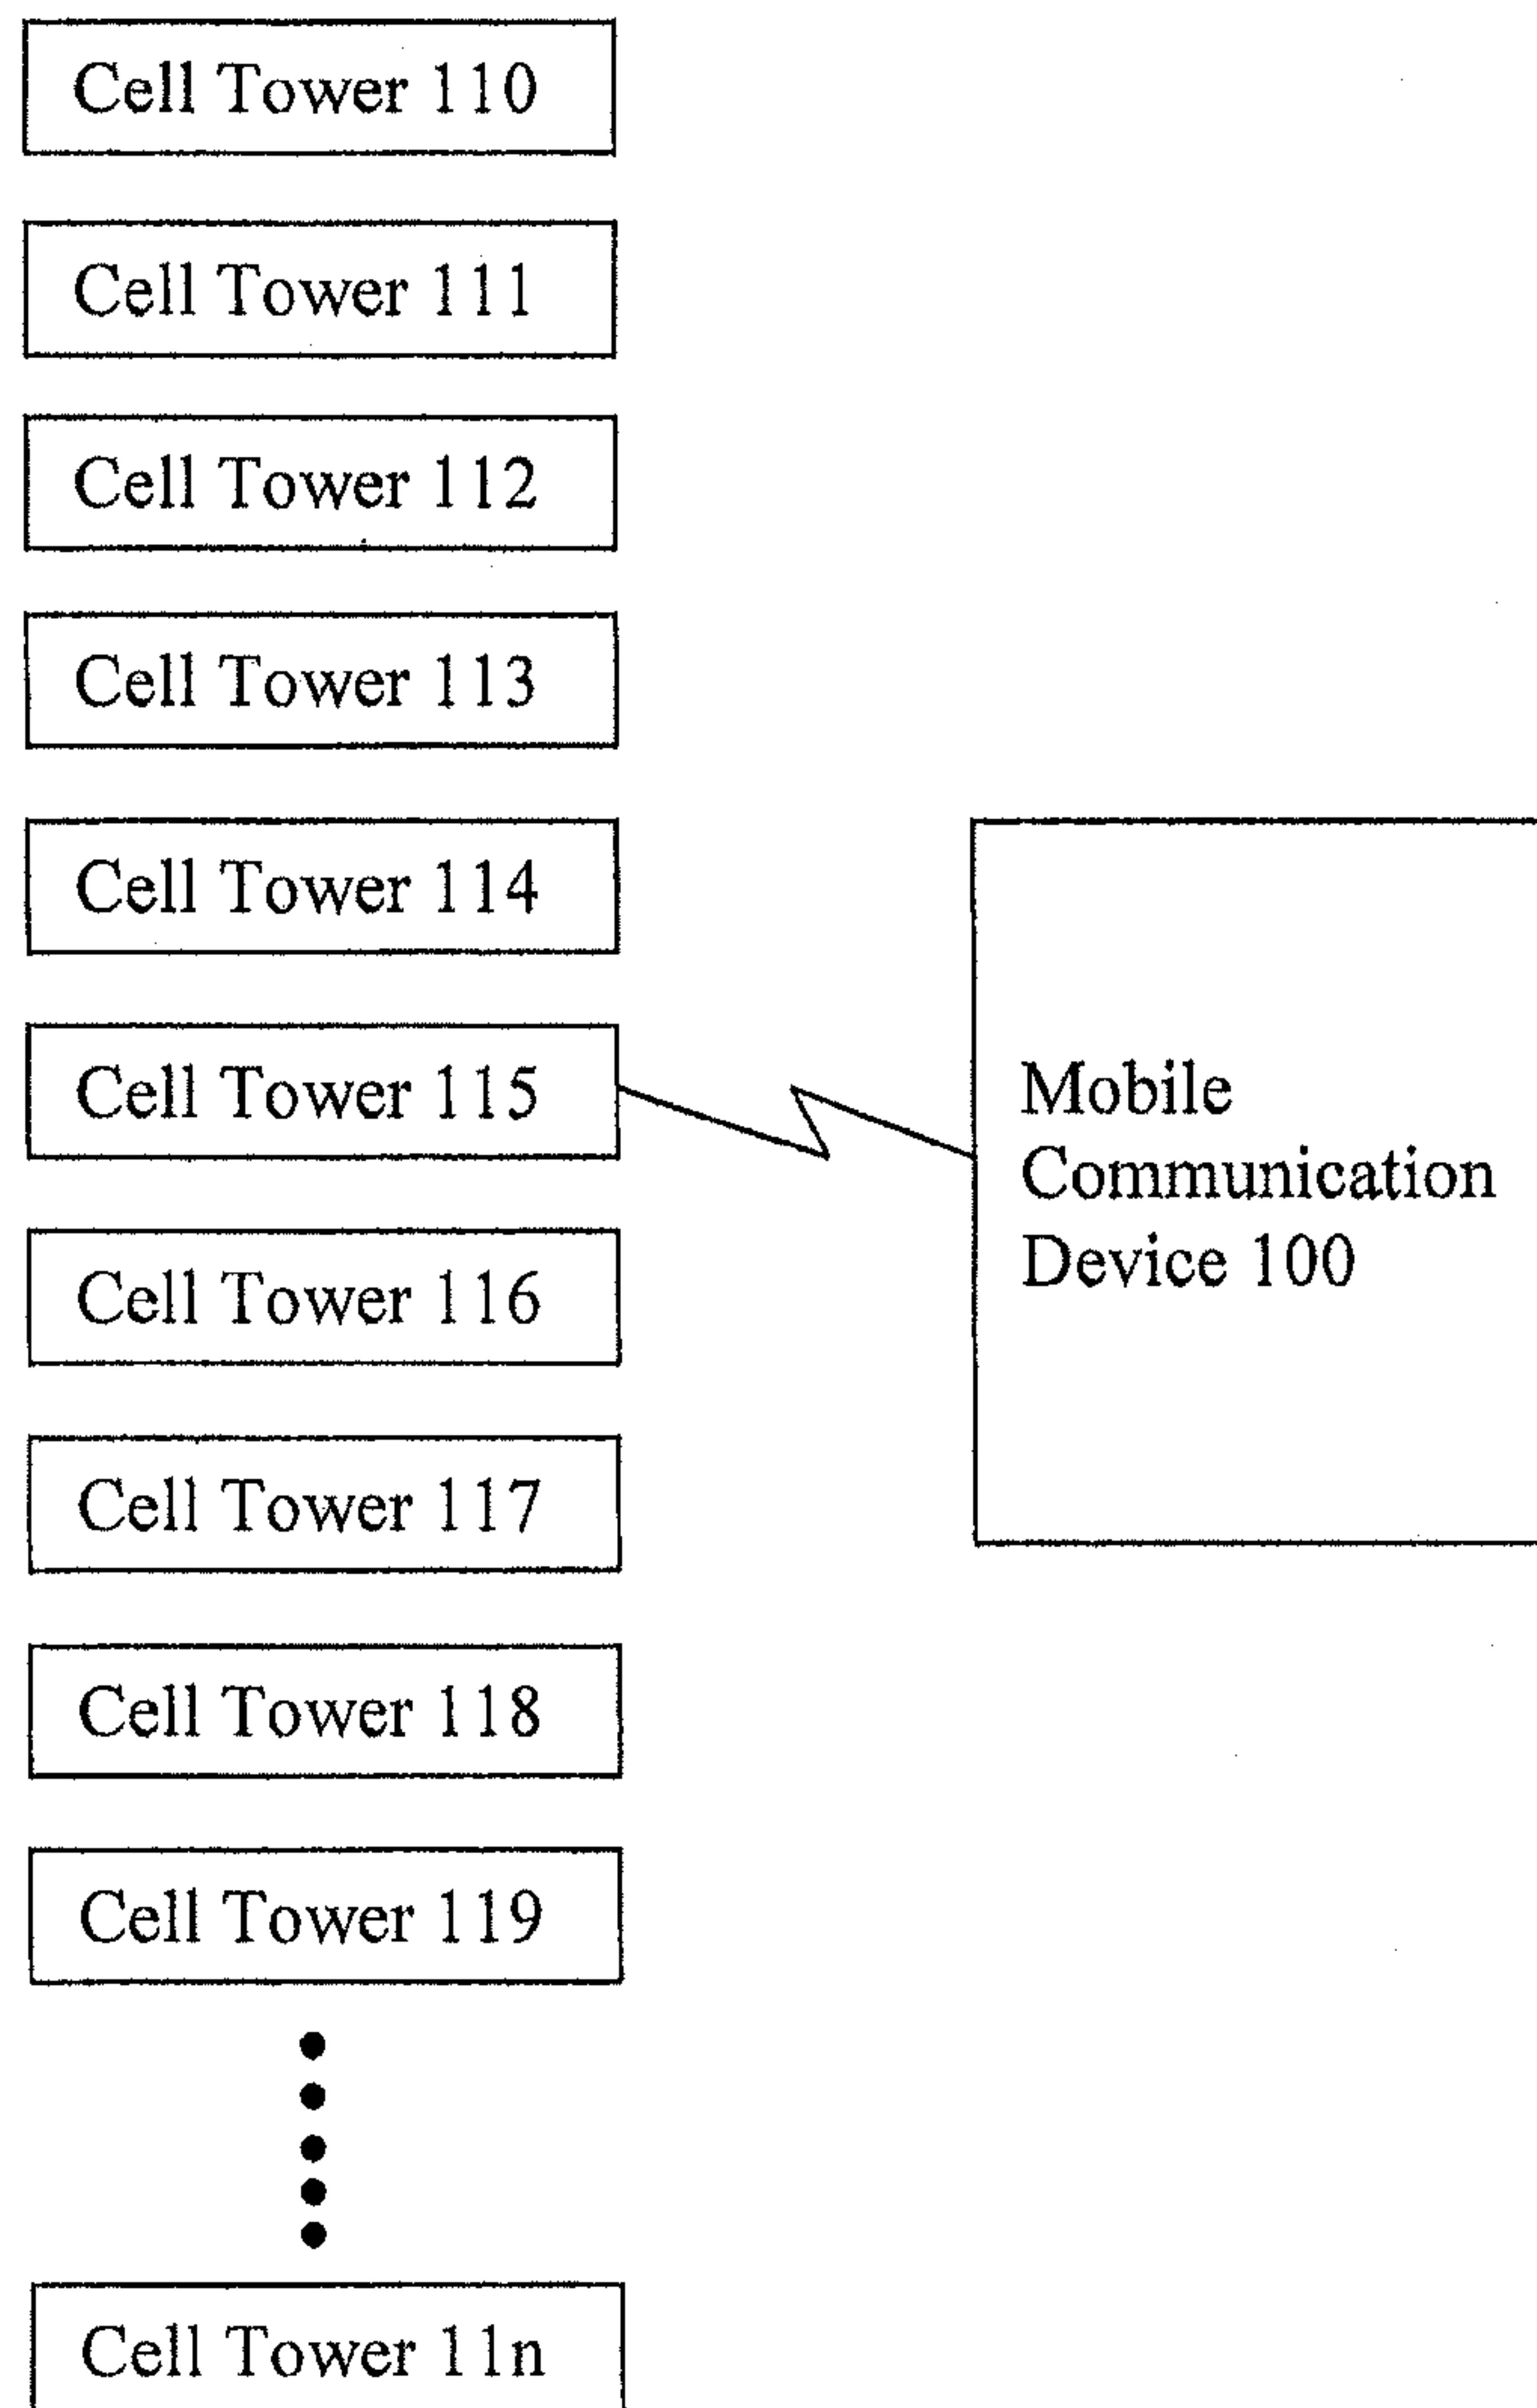 Cell Tower 110
Cell Tower 111
Cell Tower 112
Cell Tower 113
Cell Tower 114
Cell Tower 115
Mobile
Communication
Device 100
Cell Tower 116
Cell Tower 117
Cell Tower 118
Cell Tower 119
Cell Tower 11n